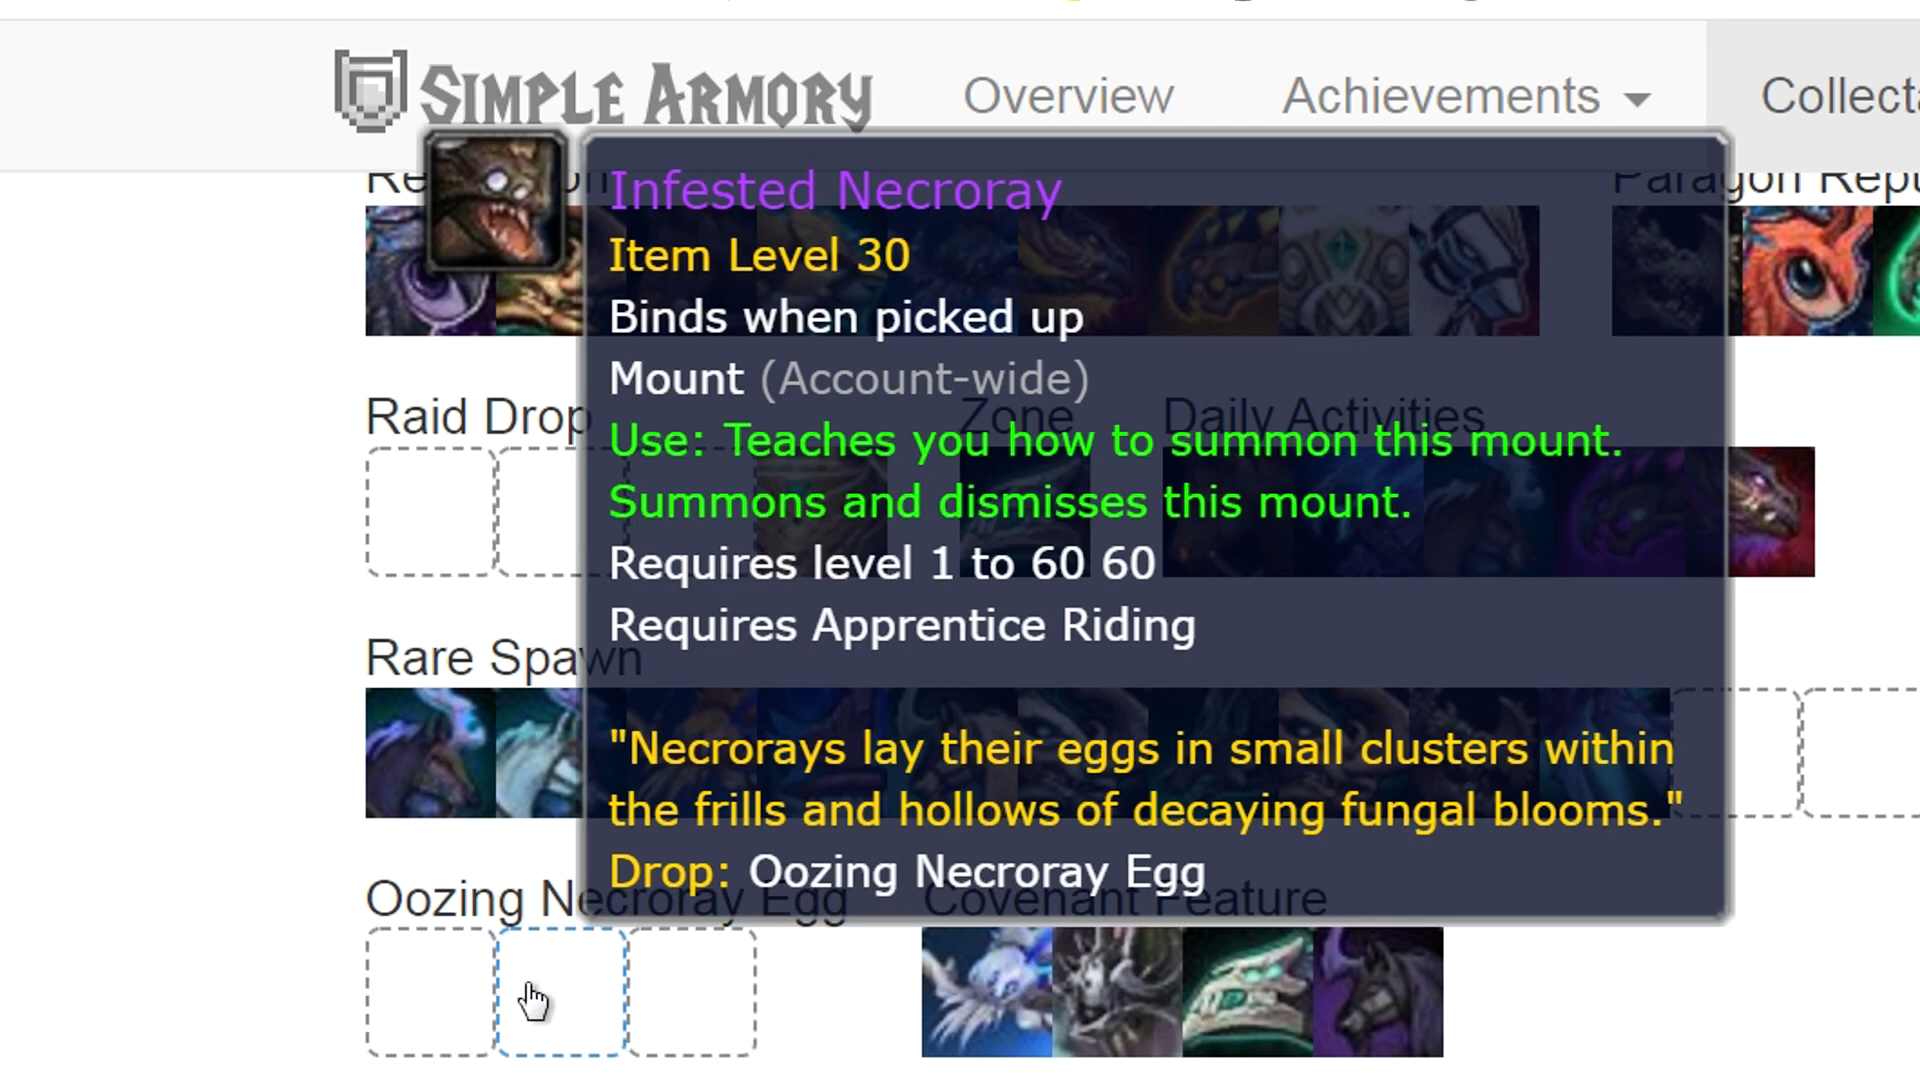 SIMPLE ARMORY
Overview
Achievements
Infested Necroray
Item Level 30
Binds when picked up
Mount (Account-wide)
Raid Drop
Zone
Daily Activities
Use: Teaches you how to summon this mount.
Summons and dismisses this mount.
Requires level 1 to 60 60
Requires Apprentice Riding
Rare Spawn
"Necrorays lay their eggs in small clusters within
the frills and hollows of decaying fungal blooms."
Drop: Oozing Necroray Egg
Oozing Necroray Egg
Covenant Feature